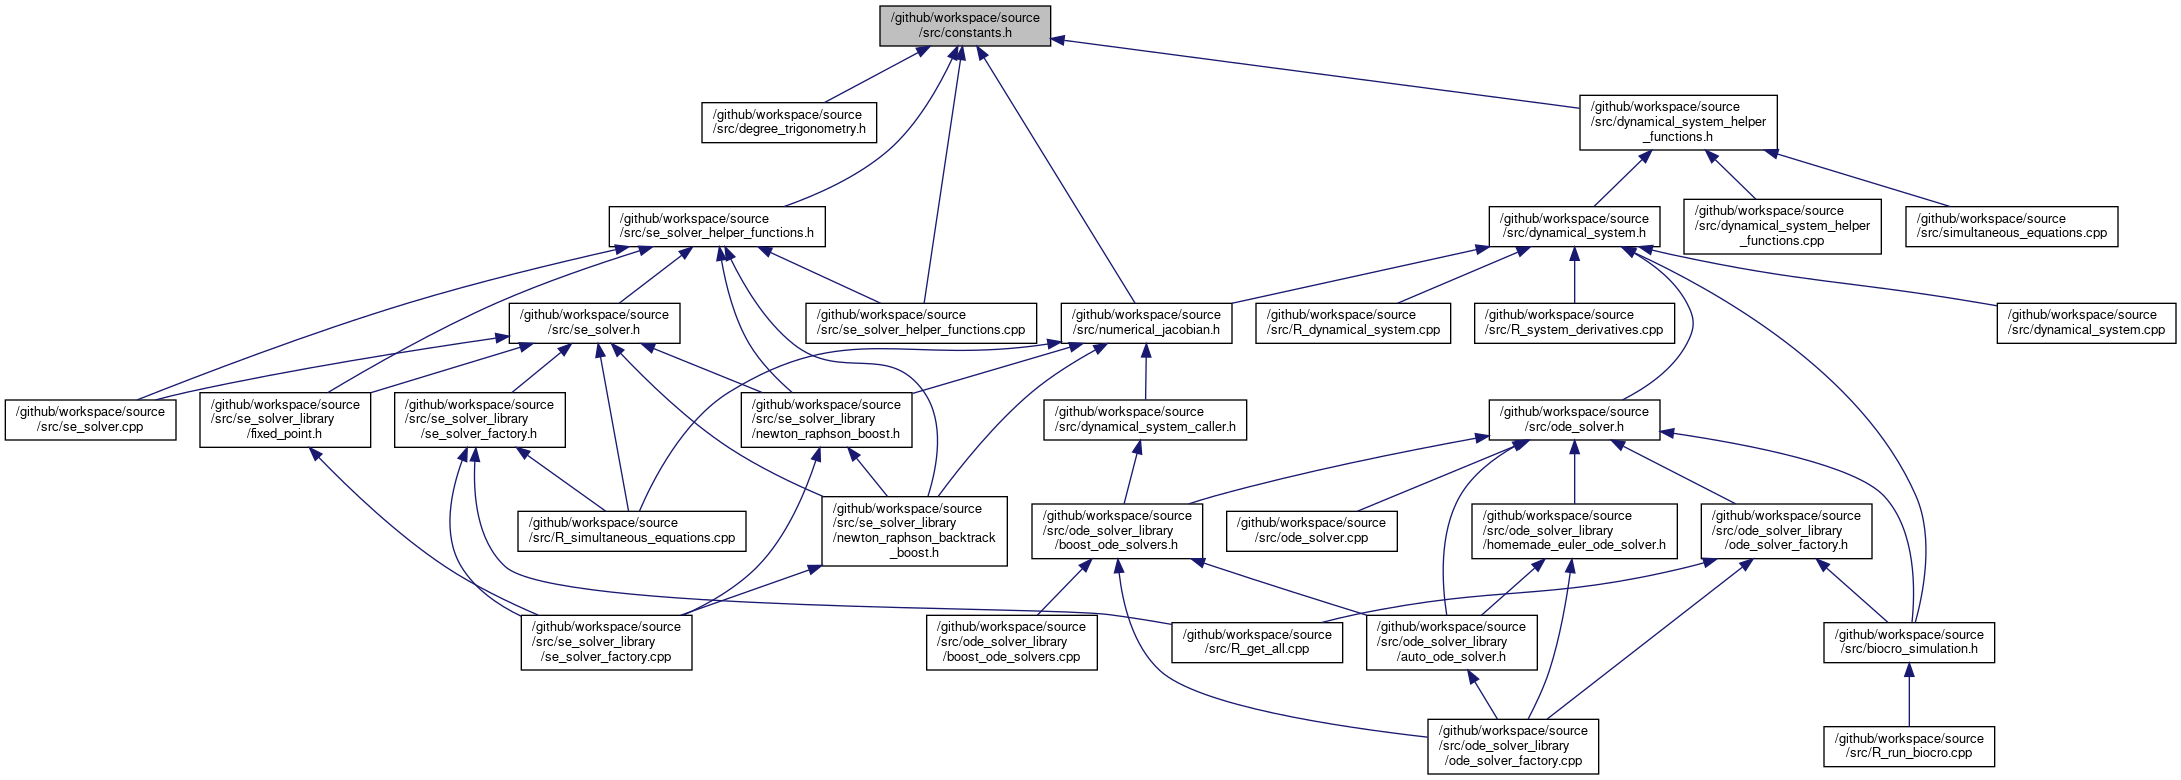 /github/workspace/source
/src/constants.h
/github/workspace/source
/src/degree_trigonometry.h
/github/workspace/source
/src/dynamical_system_helper
_functions.h
/github/workspace/source
/src/se_solver_helper_functions.h
/github/workspace/source
/src/dynamical_system.h
/github/workspace/source
/src/dynamical_system_helper
_functions.cpp
/github/workspace/source
/src/simultaneous_equations.cpp
/github/workspace/source
/src/se_solver.h
/github/workspace/source
/src/se_solver_helper_functions.cpp
/github/workspace/source
/src/numerical_jacobian.h
/github/workspace/source
/src/R_dynamical_system.cpp
/github/workspace/source
/src/R_system_derivatives.cpp
/github/workspace/source
/src/dynamical_system.cpp
/github/workspace/source
/src/se_solver.cpp
/github/workspace/source
/src/se_solver_library
/fixed_point.h
/github/workspace/source
/src/se_solver_library
/se_solver_factory.h
/github/workspace/source
/src/se_solver_library
/newton_raphson_boost.h
/github/workspace/source
/src/dynamical_system_caller.h
/github/workspace/source
/src/ode_solver.h
/github/workspace/source
/src/R_simultaneous_equations.cpp
/github/workspace/source
/src/se_solver_library
/newton_raphson_backtrack
_boost.h
/github/workspace/source
/src/ode_solver_library
/boost_ode_solvers.h
/github/workspace/source
/src/ode_solver.cpp
/github/workspace/source
/src/ode_solver_library
/homemade_euler_ode_solver.h
/github/workspace/source
/src/ode_solver_library
/ode_solver_factory.h
/github/workspace/source
/src/se_solver_library
/se_solver_factory.cpp
/github/workspace/source
/src/ode_solver_library
/boost_ode_solvers.cpp
/github/workspace/source
/src/R_get_all.cpp
/github/workspace/source
/src/ode_solver_library
/auto_ode_solver.h
/github/workspace/source
/src/biocro_simulation.h
/github/workspace/source
/src/ode_solver_library
/ode_solver_factory.cpp
/github/workspace/source
/src/R_run_biocro.cpp